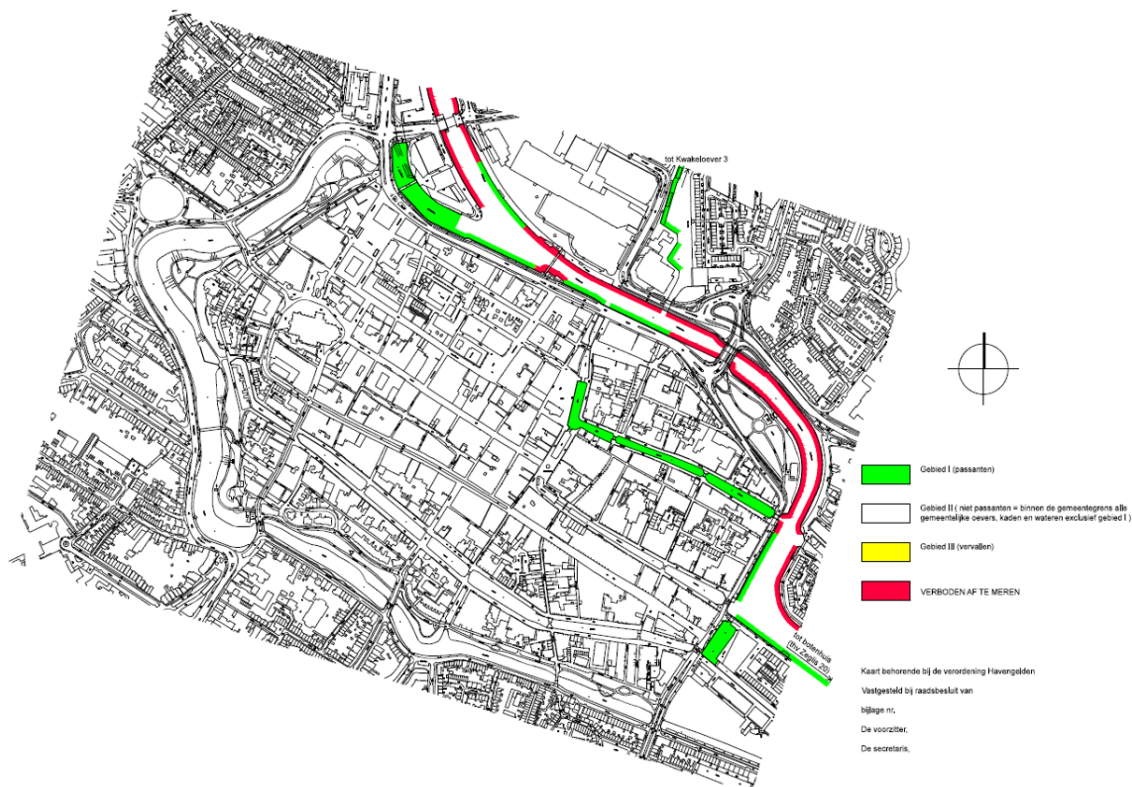 tot Kwakeloever 3
Gebied I (passanten)
Gebied II ( niet passanten = binnen de gemeentegrens alle
gemeentelijke oevers, kaden en wateren exclusief gebied I )
Gebied III (vervallen)
VERBODEN AF TE MEREN
tot botenhuis
(thv Zeglis 20)
Kaart behorende bij de verordening Havengelden
Vastgesteld bij raadsbesluit van
bijlage nr,
De voorzitter,
De secretaris,